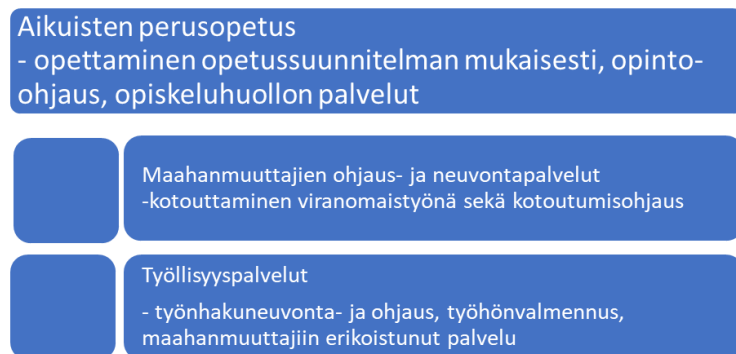 Aikuisten perusopetus
- opettaminen opetussuunnitelman mukaisesti, opinto-
ohjaus, opiskeluhuollon palvelut
Maahanmuuttajien ohjaus- ja neuvontapalvelut
-kotouttaminen viranomaistyönä sekä kotoutumisohjaus
Työllisyyspalvelut
- työnhakuneuvonta- ja ohjaus, työhönvalmennus,
maahanmuuttajiin erikoistunut palvelu